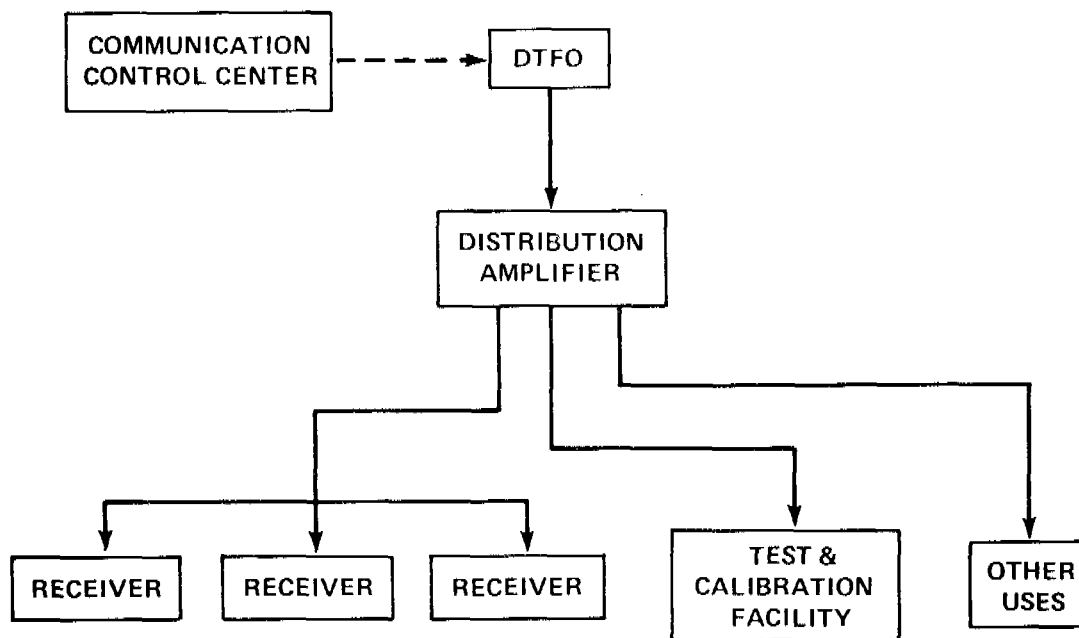 COMMUNICATION
CONTROL CENTER
DTFO
DISTRIBUTION
AMPLIFIER
RECEIVER
RECEIVER
RECEIVER
TEST &
CALIBRATION
FACILITY
OTHER
USES